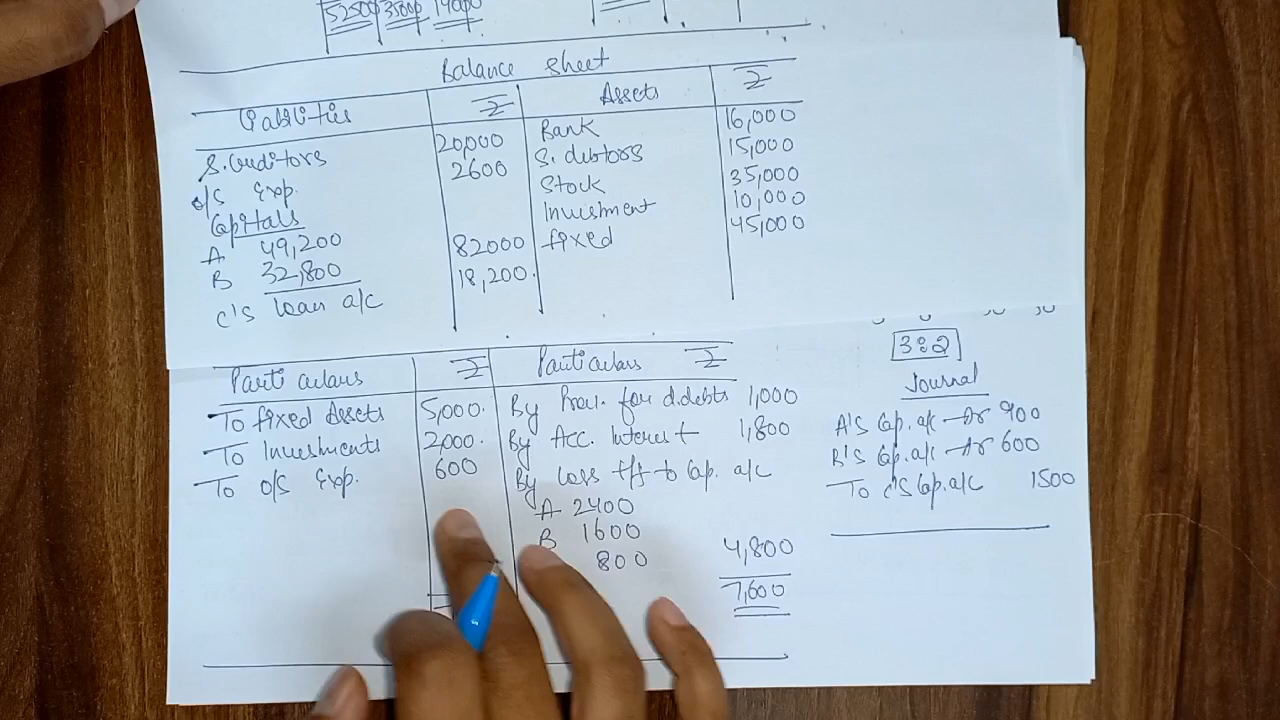 52500 35000 14000
Balance sheet
Liabilities ₹ Assets ₹
S. Creditors 20,000 Bank 16,000
o/s Exp. 2600 S. debtors 15,000
Capitals Stock 35,000
A 49,200 Investment 10,000
B 32,800 82000 fixed 45,000
C's loan a/c 18,200.
Particulars ₹ Particulars ₹
To fixed Assets 5,000. By Prov. for d.debts 1,000
To Investments 2,000. By Acc. Interest 1,800
To o/s Exp. 600 By loss t/f to Cap. a/c
A 2400
B 1600
800 4,800
7,600
3:2
Journal
A's Cap. a/c - Dr 900
B's Cap. a/c - Dr 600
To C's Cap. a/c 1500